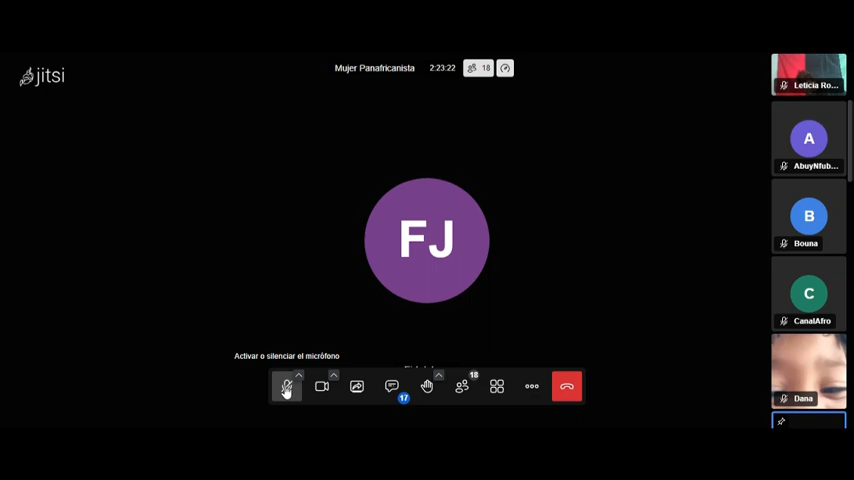 jitsi
Mujer Panafricanista 2:23:22 18
Leticia Ro...
A
AbuyNfub...
B
Bouna
C
CanalAfro
Dana
FJ
Activar o silenciar el micrófono
18
17